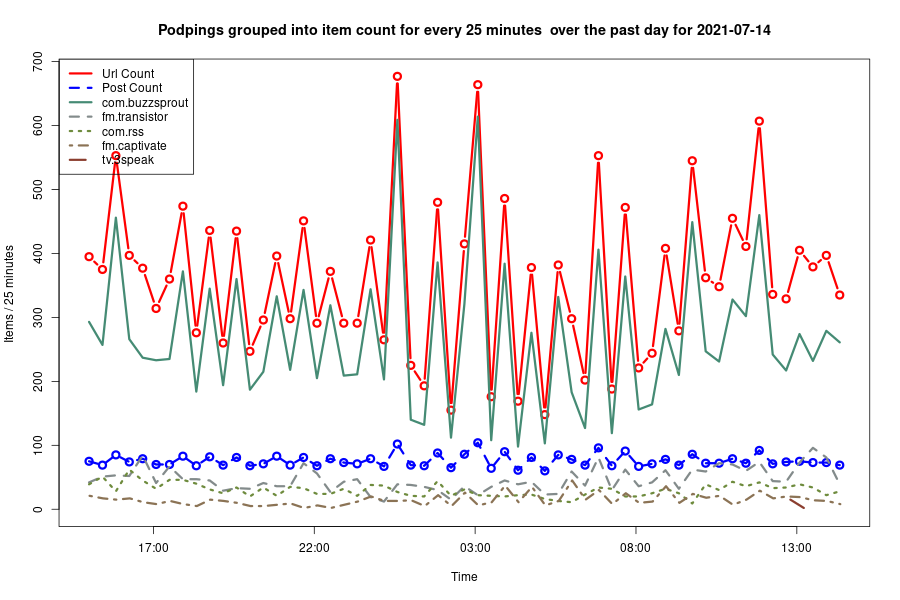 Podpings grouped into item count for every 25 minutes  over the past day for 2021-07-14
Items / 25 minutes
700
600
500
400
300
200
100
0
Url Count
Post Count
com.buzzsprout
fm.transistor
com.rss
fm.captivate
tv.3speak
17:00
22:00
03:00
08:00
13:00
Time